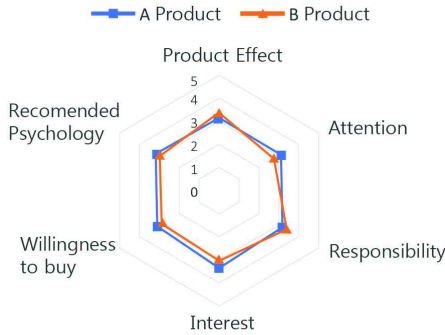 A Product B Product
Product Effect
5
4
3
2
1
0
Attention
Responsibility
Interest
Willingness
to buy
Recomended
Psychology